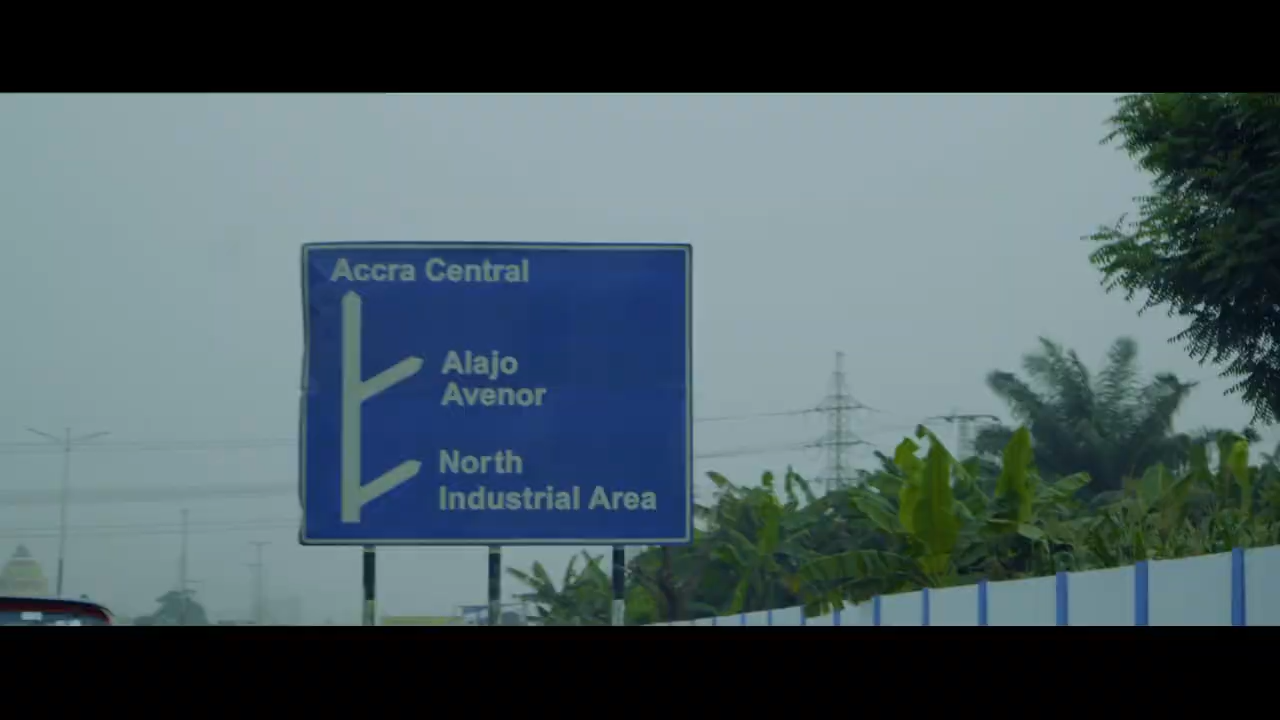 Accra Central
Alajo
Avenor
North
Industrial Area